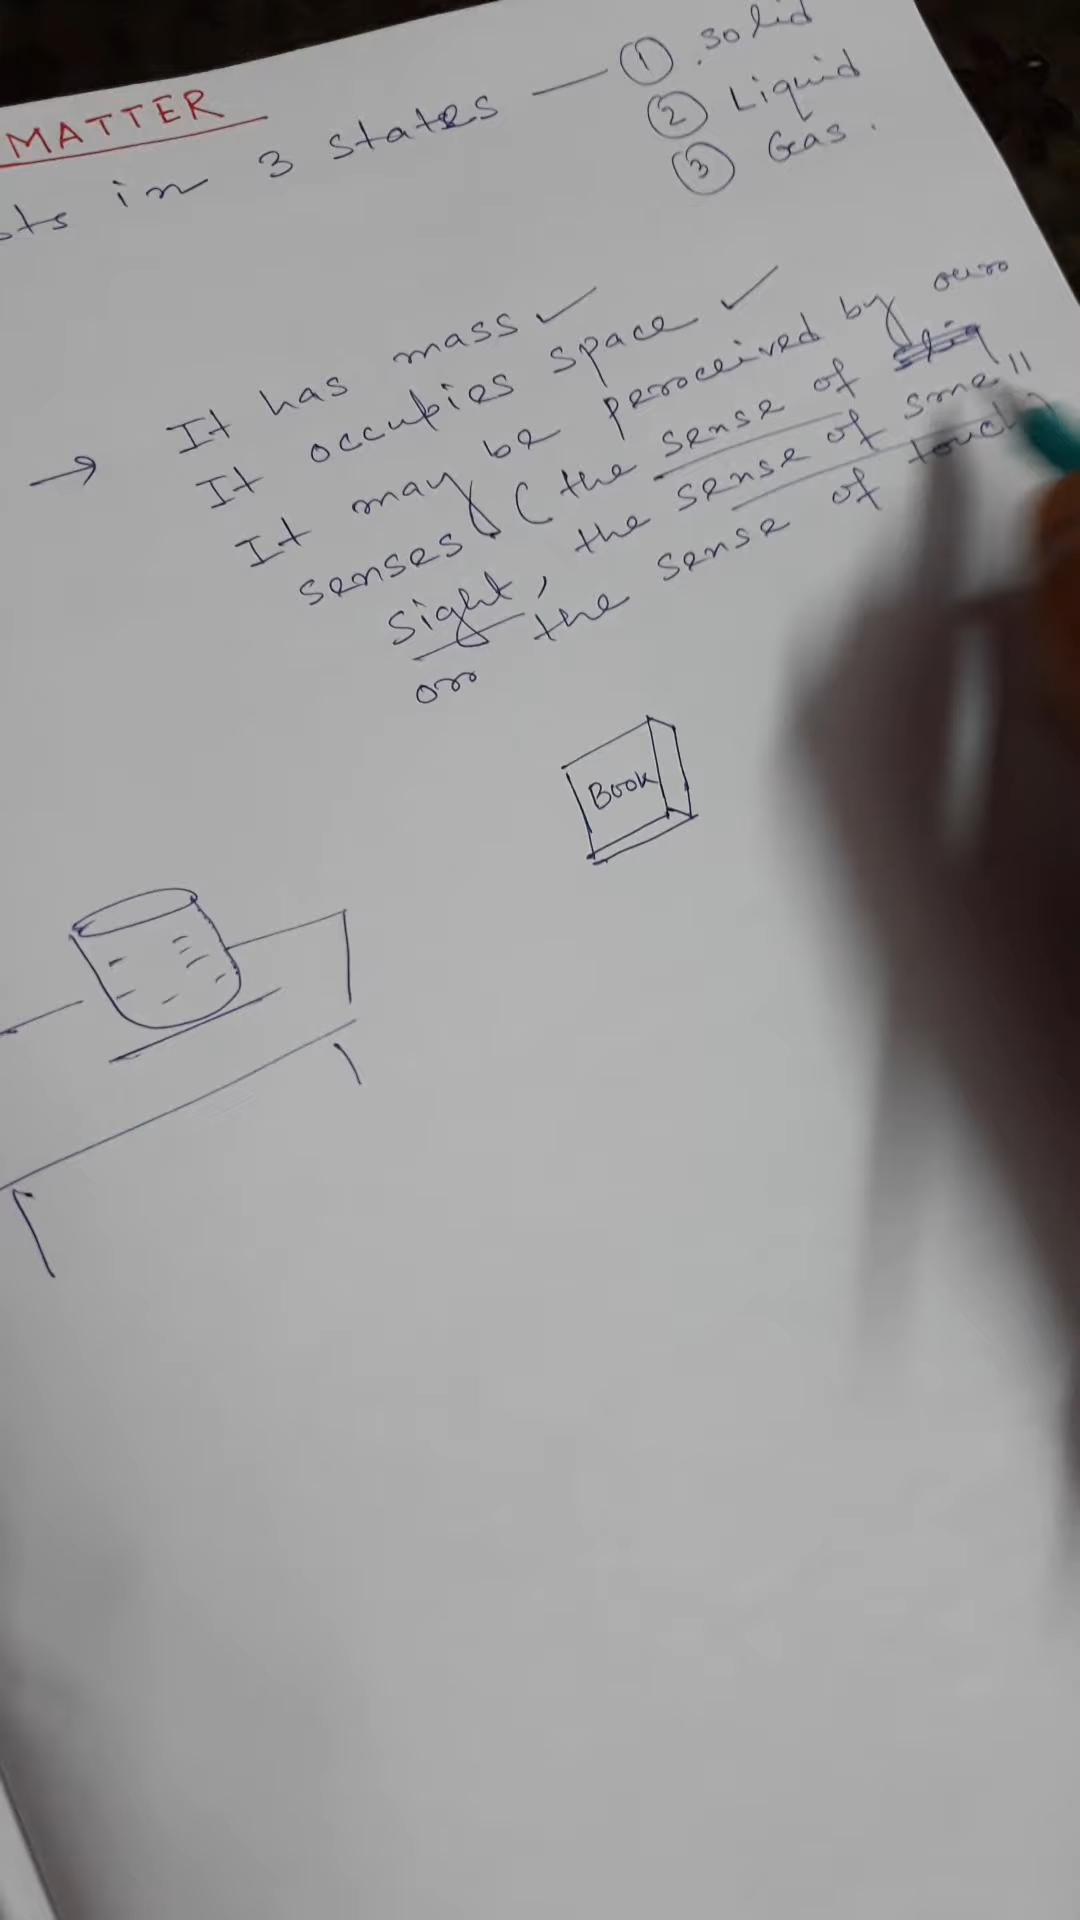 MATTER
in 3 states — ① solid
② Liquid
③ Gas.
→ It has mass ✓
It occupies space ✓
It may be perceived by our
senses. (the sense of
sight, the sense of smell
or the sense of touch
Book